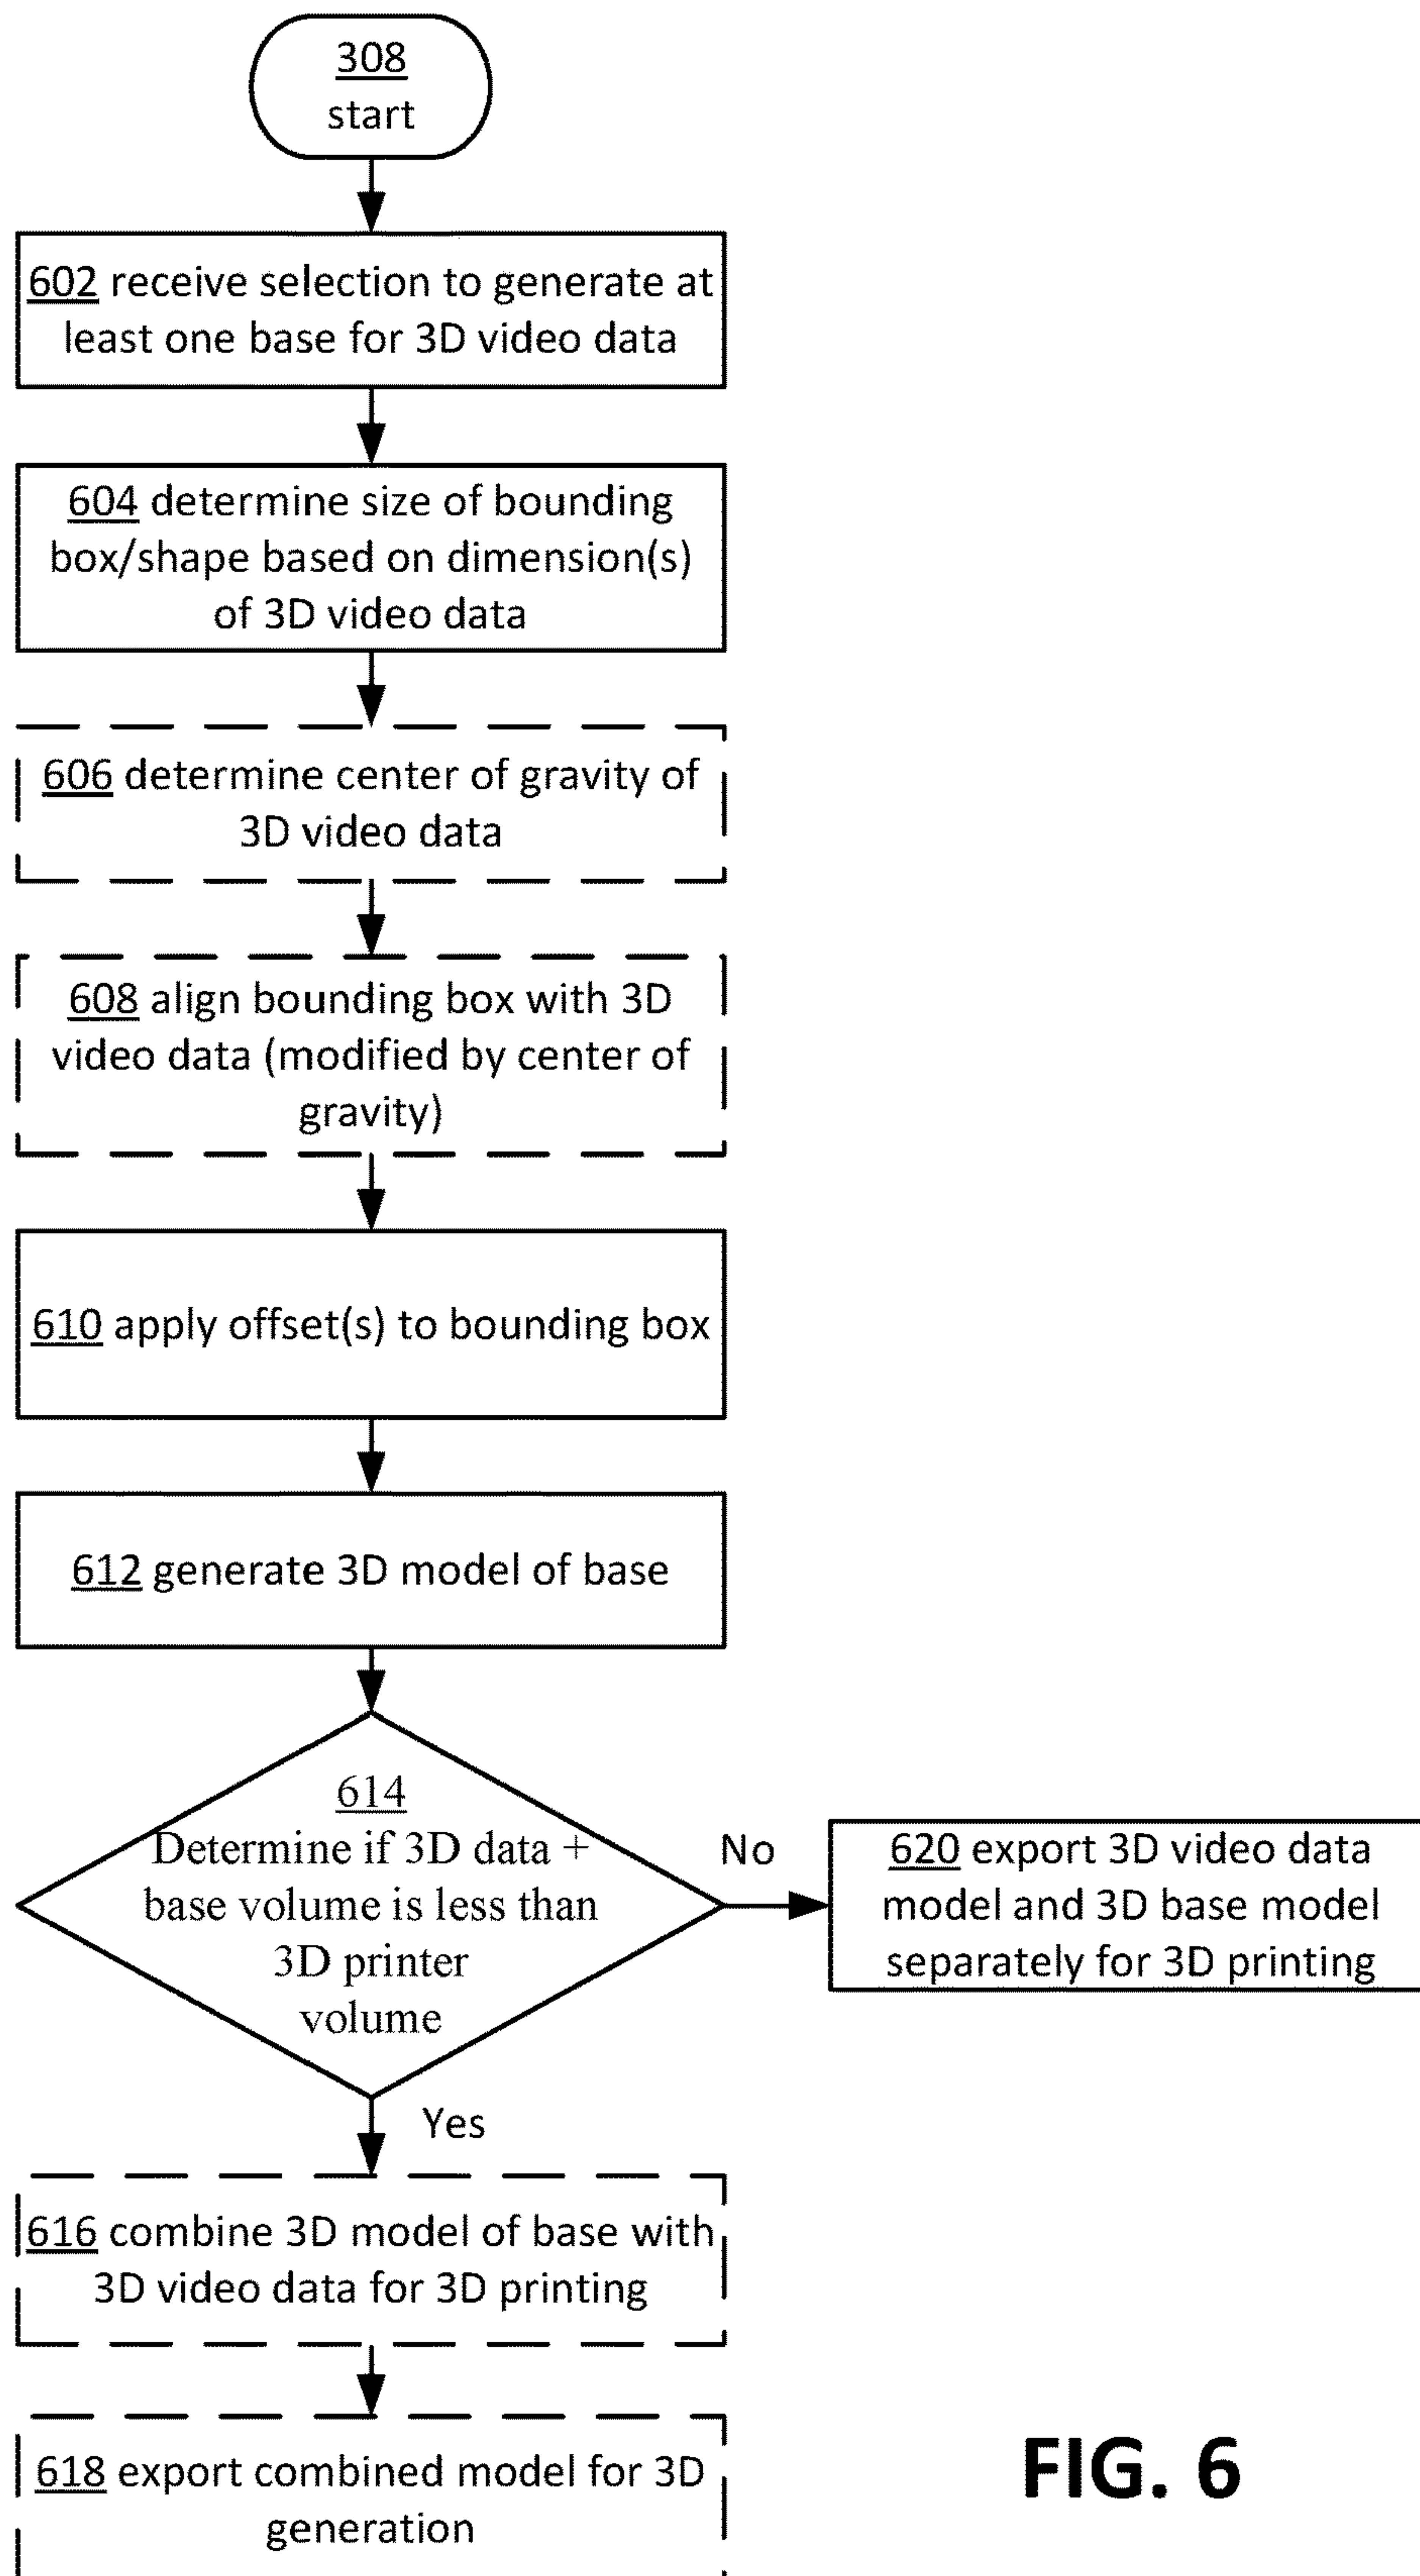 308
start
602 receive selection to generate at
least one base for 3D video data
604 determine size of bounding
box/shape based on dimension(s)
of 3D video data
606 determine center of gravity of
3D video data
608 align bounding box with 3D
video data (modified by center of
gravity)
610 apply offset(s) to bounding box
612 generate 3D model of base
614
Determine if 3D data +
base volume is less than
3D printer
volume
No
620 export 3D video data
model and 3D base model
separately for 3D printing
Yes
616 combine 3D model of base with
3D video data for 3D printing
618 export combined model for 3D
generation
FIG. 6